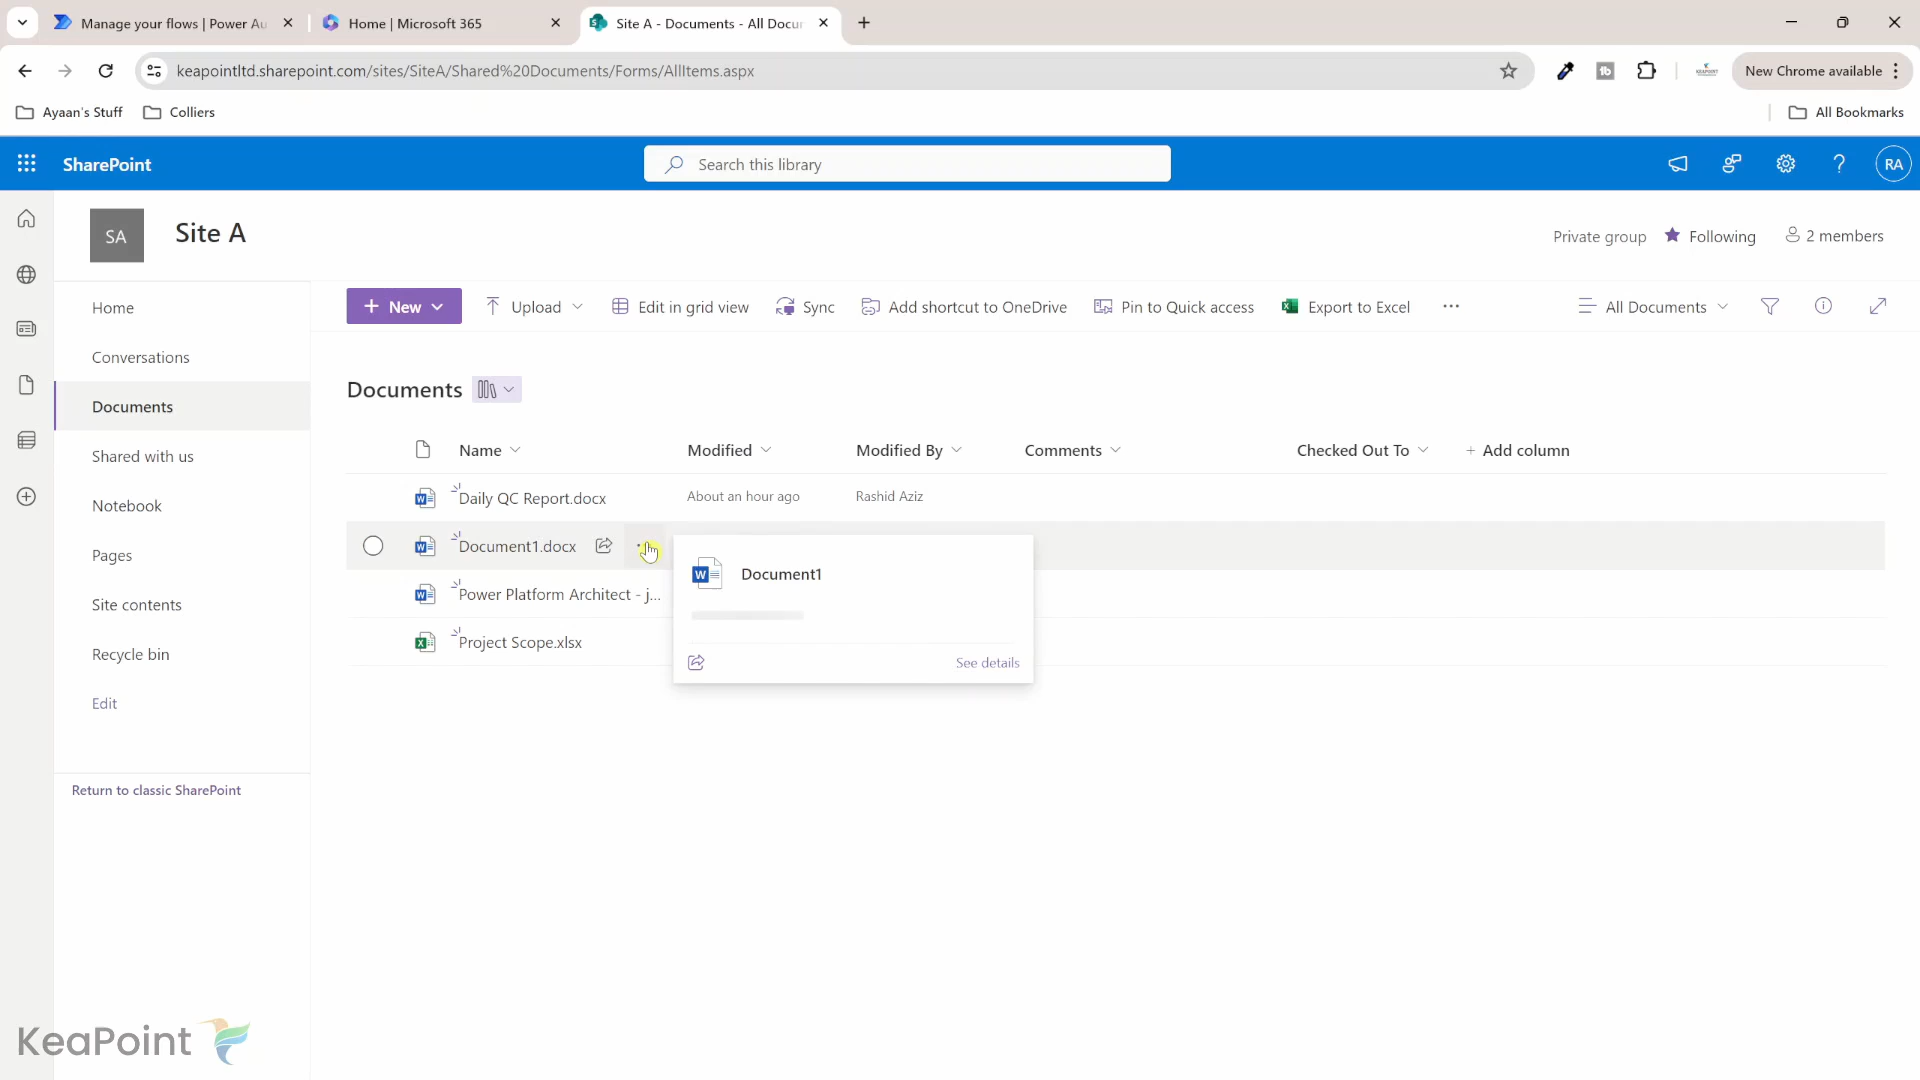 Manage your flows | Power Au
Home | Microsoft 365
Site A - Documents - All Docu
keapointltd.sharepoint.com/sites/SiteA/Shared%20Documents/Forms/AllItems.aspx
New Chrome available
Ayaan's Stuff
Colliers
All Bookmarks
SharePoint
Search this library
RA
SA
Site A
Private group
Following
2 members
Home
Conversations
Documents
Shared with us
Notebook
Pages
Site contents
Recycle bin
Edit
Return to classic SharePoint
+ New
Upload
Edit in grid view
Sync
Add shortcut to OneDrive
Pin to Quick access
Export to Excel
All Documents
Documents
Name
Modified
Modified By
Comments
Checked Out To
+ Add column
Daily QC Report.docx
About an hour ago
Rashid Aziz
Document1.docx
Power Platform Architect - j...
Project Scope.xlsx
Document1
See details
KeaPoint